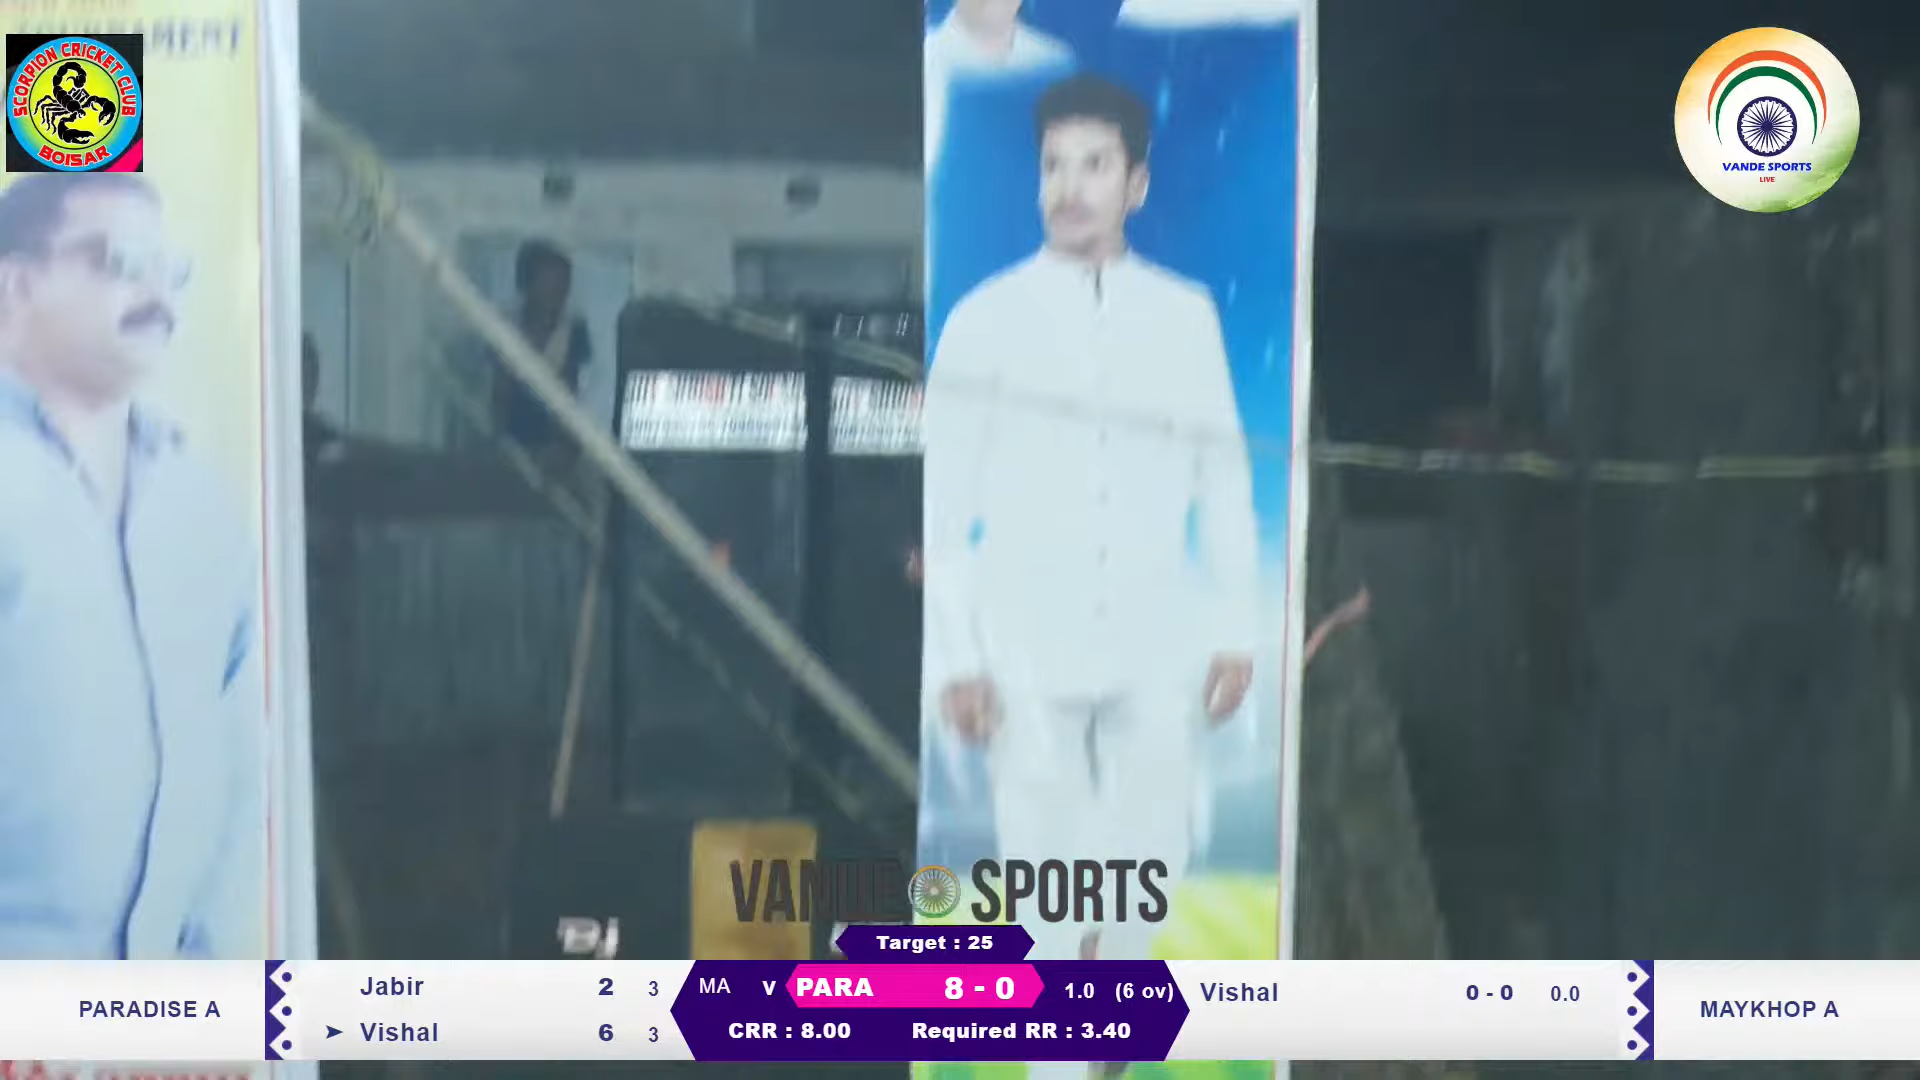 TOURNAMENT
SCORPION CRICKET CLUB
BOISAR
VANDE SPORTS
LIVE
VANDE SPORTS
Target : 25
PARADISE A
Jabir 2 3
➤ Vishal 6 3
MA v PARA 8 - 0 1.0 (6 ov)
CRR : 8.00 Required RR : 3.40
Vishal 0 - 0 0.0
MAYKHOP A